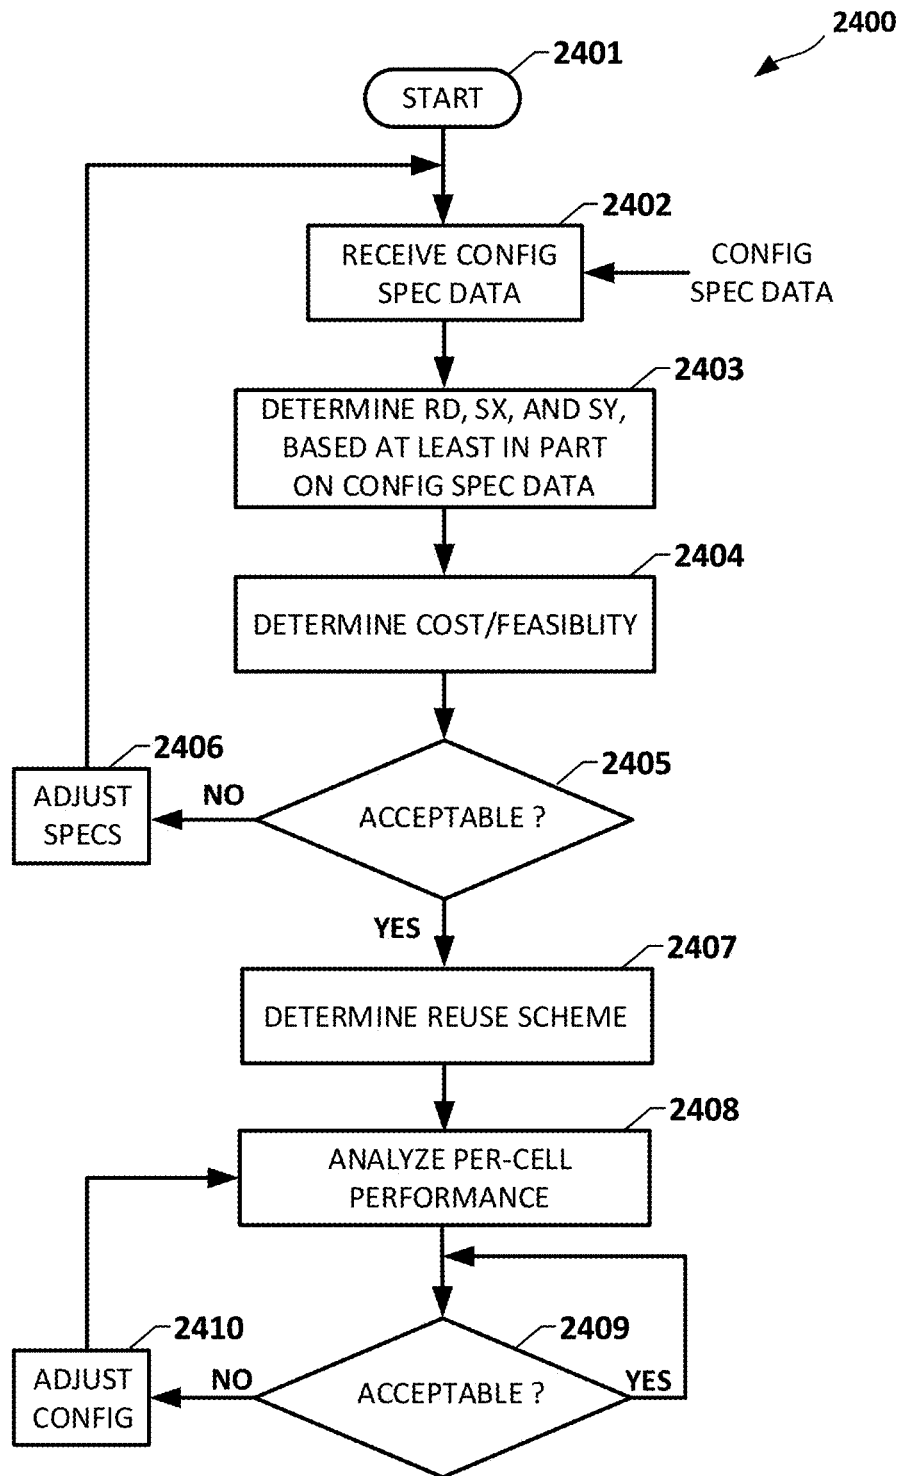 2400
2401
START
2402
RECEIVE CONFIG
SPEC DATA
CONFIG
SPEC DATA
2403
DETERMINE RD, SX, AND SY,
BASED AT LEAST IN PART
ON CONFIG SPEC DATA
2404
DETERMINE COST/FEASIBLITY
2405
ACCEPTABLE ?
NO
2406
ADJUST
SPECS
YES
2407
DETERMINE REUSE SCHEME
2408
ANALYZE PER-CELL
PERFORMANCE
2409
ACCEPTABLE ?
YES
NO
2410
ADJUST
CONFIG